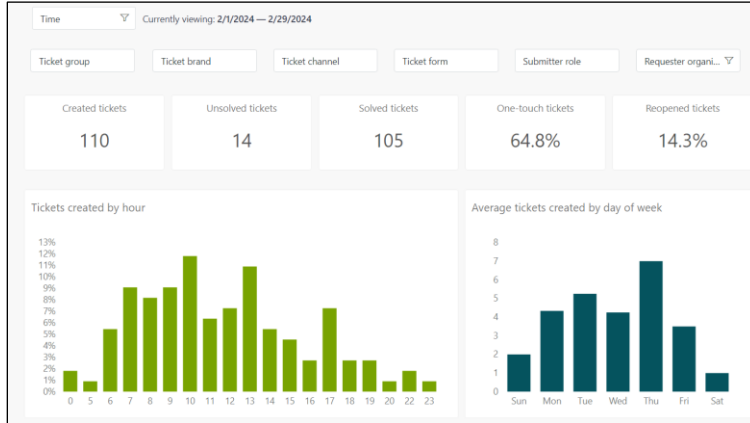 Time
Currently viewing: 2/1/2024 — 2/29/2024
Ticket group
Ticket brand
Ticket channel
Ticket form
Submitter role
Requester organi...
Created tickets
110
Unsolved tickets
14
Solved tickets
105
One-touch tickets
64.8%
Reopened tickets
14.3%
Tickets created by hour
13%
12%
11%
10%
9%
8%
7%
6%
5%
4%
3%
2%
1%
0%
0 5 6 7 8 9 10 11 12 13 14 15 16 17 18 19 20 22 23
Average tickets created by day of week
8
7
6
5
4
3
2
1
0
Sun Mon Tue Wed Thu Fri Sat